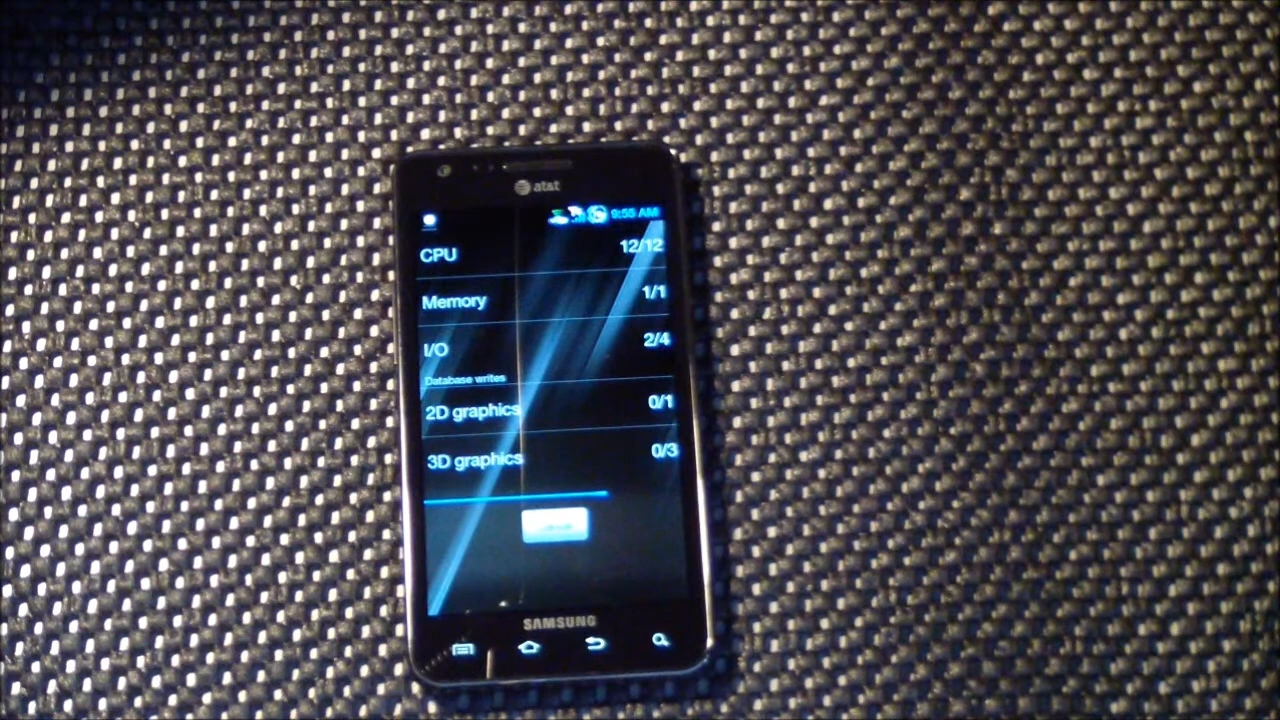 at&t
9:55 AM
CPU 12/12
Memory 1/1
I/O 2/4
Database writes
2D graphics 0/1
3D graphics 0/3
SAMSUNG